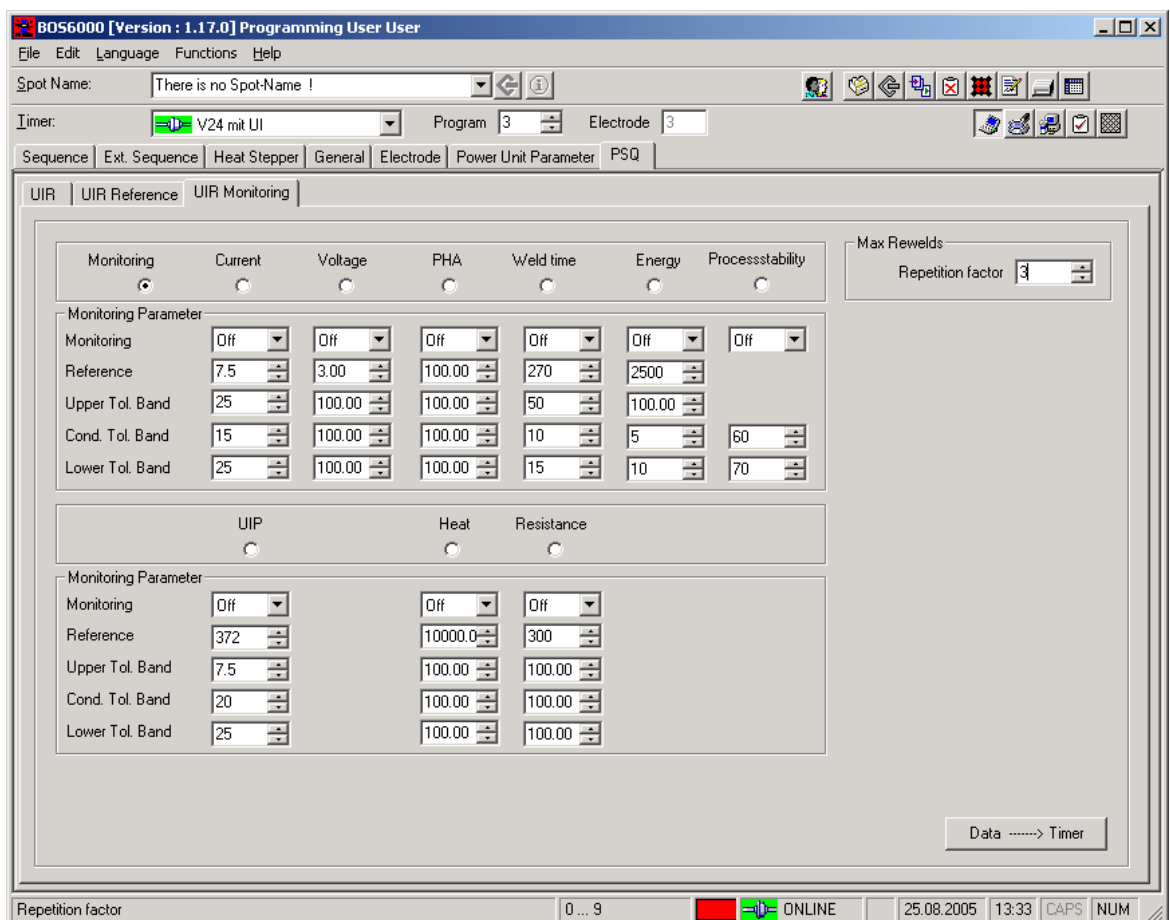 BOS6000 [Version : 1.17.0] Programming User User
File Edit Language Functions Help
Spot Name: There is no Spot-Name !
Timer: V24 mit UI Program 3 Electrode 3
Sequence Ext. Sequence Heat Stepper General Electrode Power Unit Parameter PSQ
UIR UIR Reference UIR Monitoring
Max Rewelds
Monitoring Current Voltage PHA Weld time Energy Processstability
Repetition factor 3
Monitoring Parameter
Monitoring Off Off Off Off Off Off
Reference 7.5 3.00 100.00 270 2500
Upper Tol. Band 25 100.00 100.00 50 100.00
Cond. Tol. Band 15 100.00 100.00 10 5 60
Lower Tol. Band 25 100.00 100.00 15 10 70
UIP Heat Resistance
Monitoring Parameter
Monitoring Off Off Off
Reference 372 10000.0 300
Upper Tol. Band 7.5 100.00 100.00
Cond. Tol. Band 20 100.00 100.00
Lower Tol. Band 25 100.00 100.00
Data -------> Timer
Repetition factor 0 ... 9 ONLINE 25.08.2005 13:33 CAPS NUM